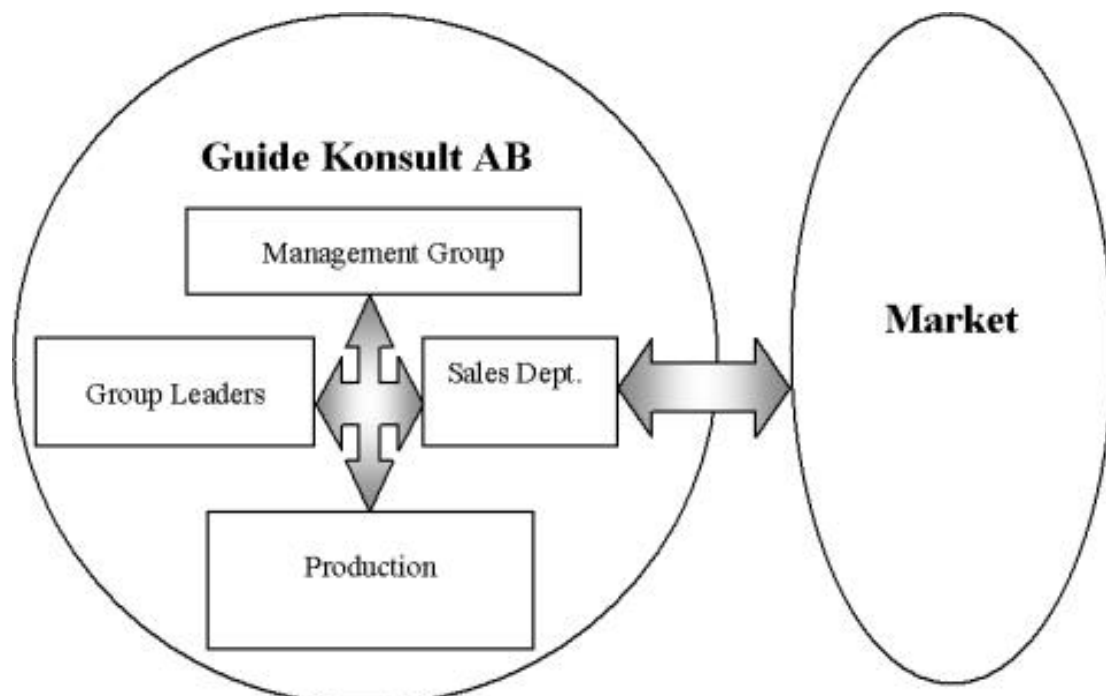 Guide Konsult AB
Management Group
Group Leaders
Sales Dept.
Production
Market